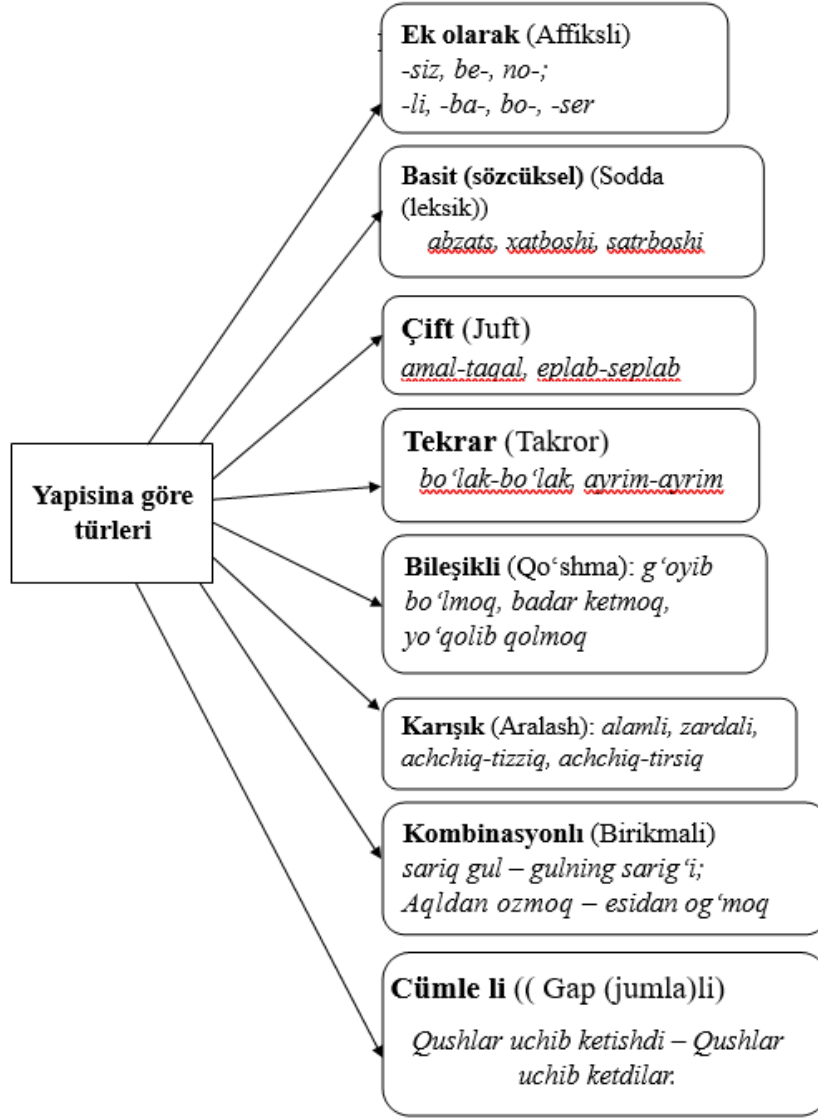 Ek olarak (Affiksli)
-siz, be-, no-;
-li, -ba-, bo-, -ser
Basit (sözcüksel) (Sodda
(leksik))
abzats, xatboshi, satrboshi
Çift (Juft)
amal-taqal, eplab-seplab
Tekrar (Takror)
bo‘lak-bo‘lak, ayrim-ayrim
Yapisina göre
türleri
Bileşikli (Qo‘shma): g‘oyib
bo‘lmoq, badar ketmoq,
yo‘qolib qolmoq
Karışık (Aralash): alamli, zardali,
achchiq-tizziq, achchiq-tirsiq
Kombinasyonlı (Birikmali)
sariq gul – gulning sarig‘i;
Aqldan ozmoq – esidan og‘moq
Cümle li (( Gap (jumla)li)
Qushlar uchib ketishdi – Qushlar
uchib ketdilar.